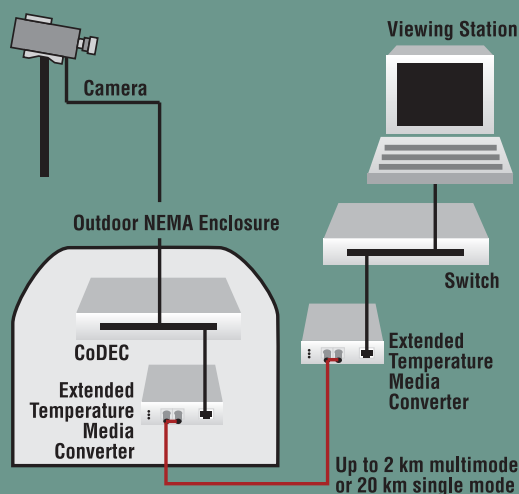 Viewing Station
Camera
Outdoor NEMA Enclosure
Switch
CoDEC
Extended
Temperature
Media
Converter
Extended
Temperature
Media
Converter
Up to 2 km multimode
or 20 km single mode